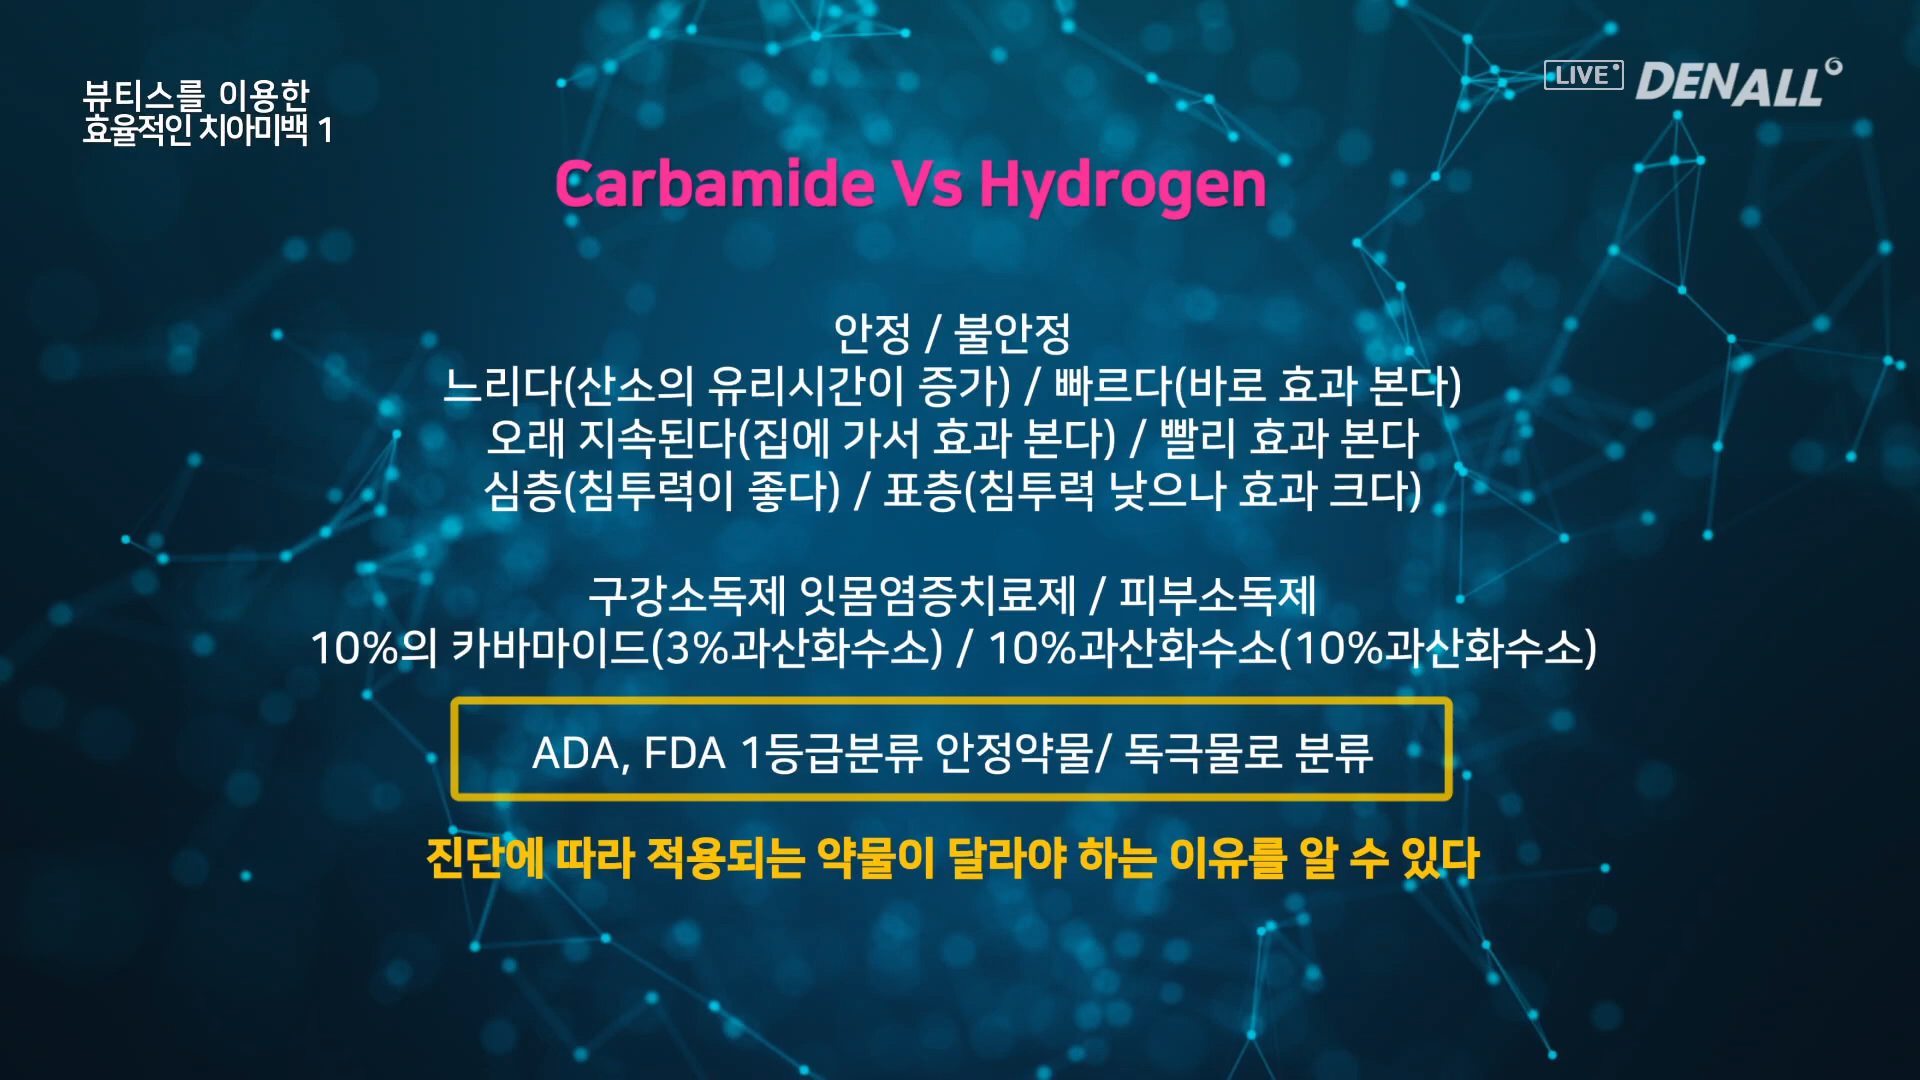 뷰티스를 이용한
효율적인 치아미백 1
LIVE DENALL
Carbamide Vs Hydrogen
안정 / 불안정
느리다(산소의 유리시간이 증가) / 빠르다(바로 효과 본다)
오래 지속된다(집에 가서 효과 본다) / 빨리 효과 본다
심층(침투력이 좋다) / 표층(침투력 낮으나 효과 크다)
구강소독제 잇몸염증치료제 / 피부소독제
10%의 카바마이드(3%과산화수소) / 10%과산화수소(10%과산화수소)
ADA, FDA 1등급분류 안정약물/ 독극물로 분류
진단에 따라 적용되는 약물이 달라야 하는 이유를 알 수 있다